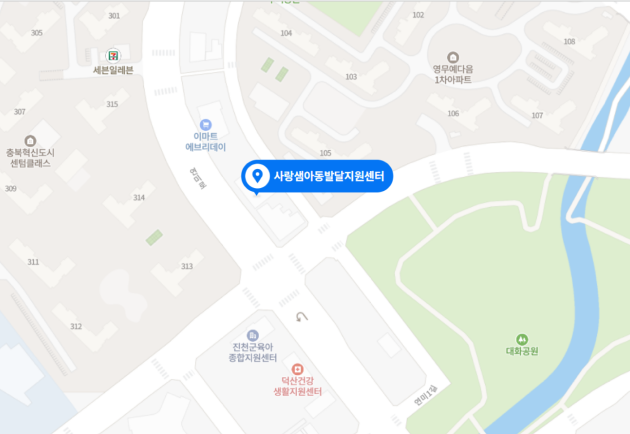 301
102
305
104
108
세븐일레븐
103
영무예다음
1차아파트
315
307
106
107
이마트
에브리데이
충북혁신도시
센텀클래스
105
사랑샘아동발달지원센터
309
314
311
313
312
진천군육아
종합지원센터
대화공원
덕산건강
생활지원센터
연미1길